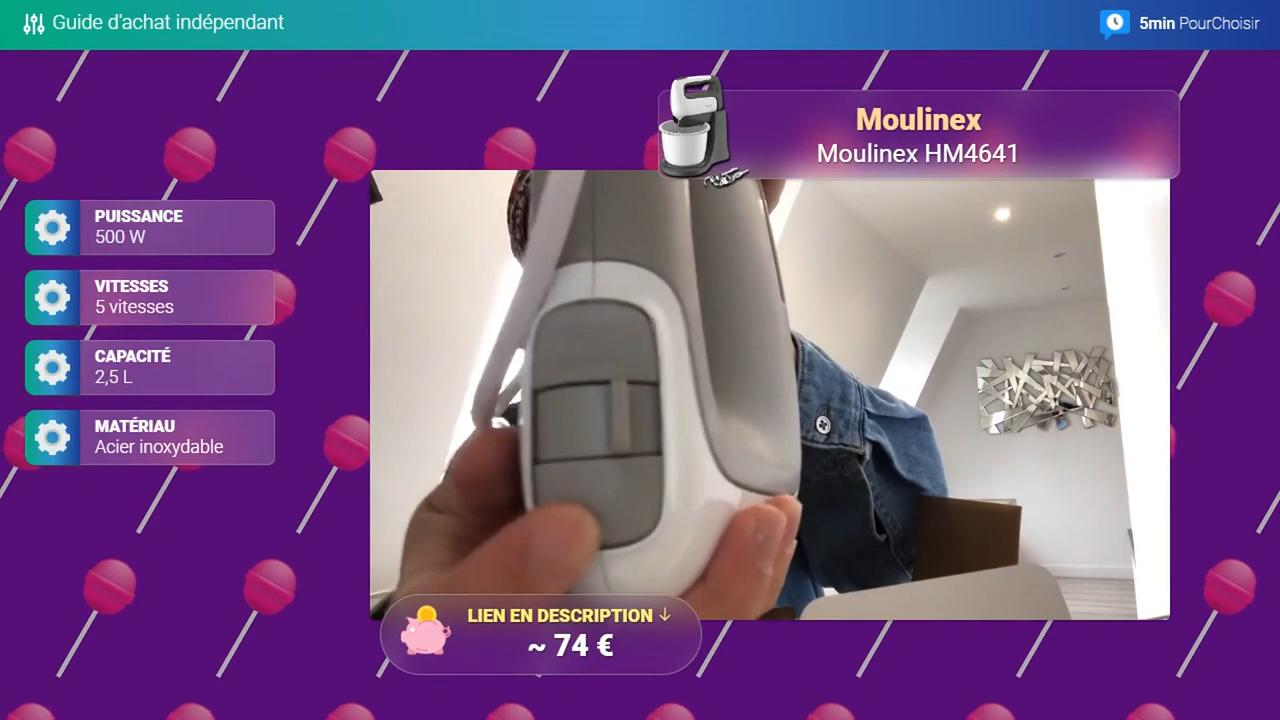 Guide d'achat indépendant
5min PourChoisir
Moulinex
Moulinex HM4641
PUISSANCE
500 W
VITESSES
5 vitesses
CAPACITÉ
2,5 L
MATÉRIAU
Acier inoxydable
LIEN EN DESCRIPTION ↓
~ 74 €